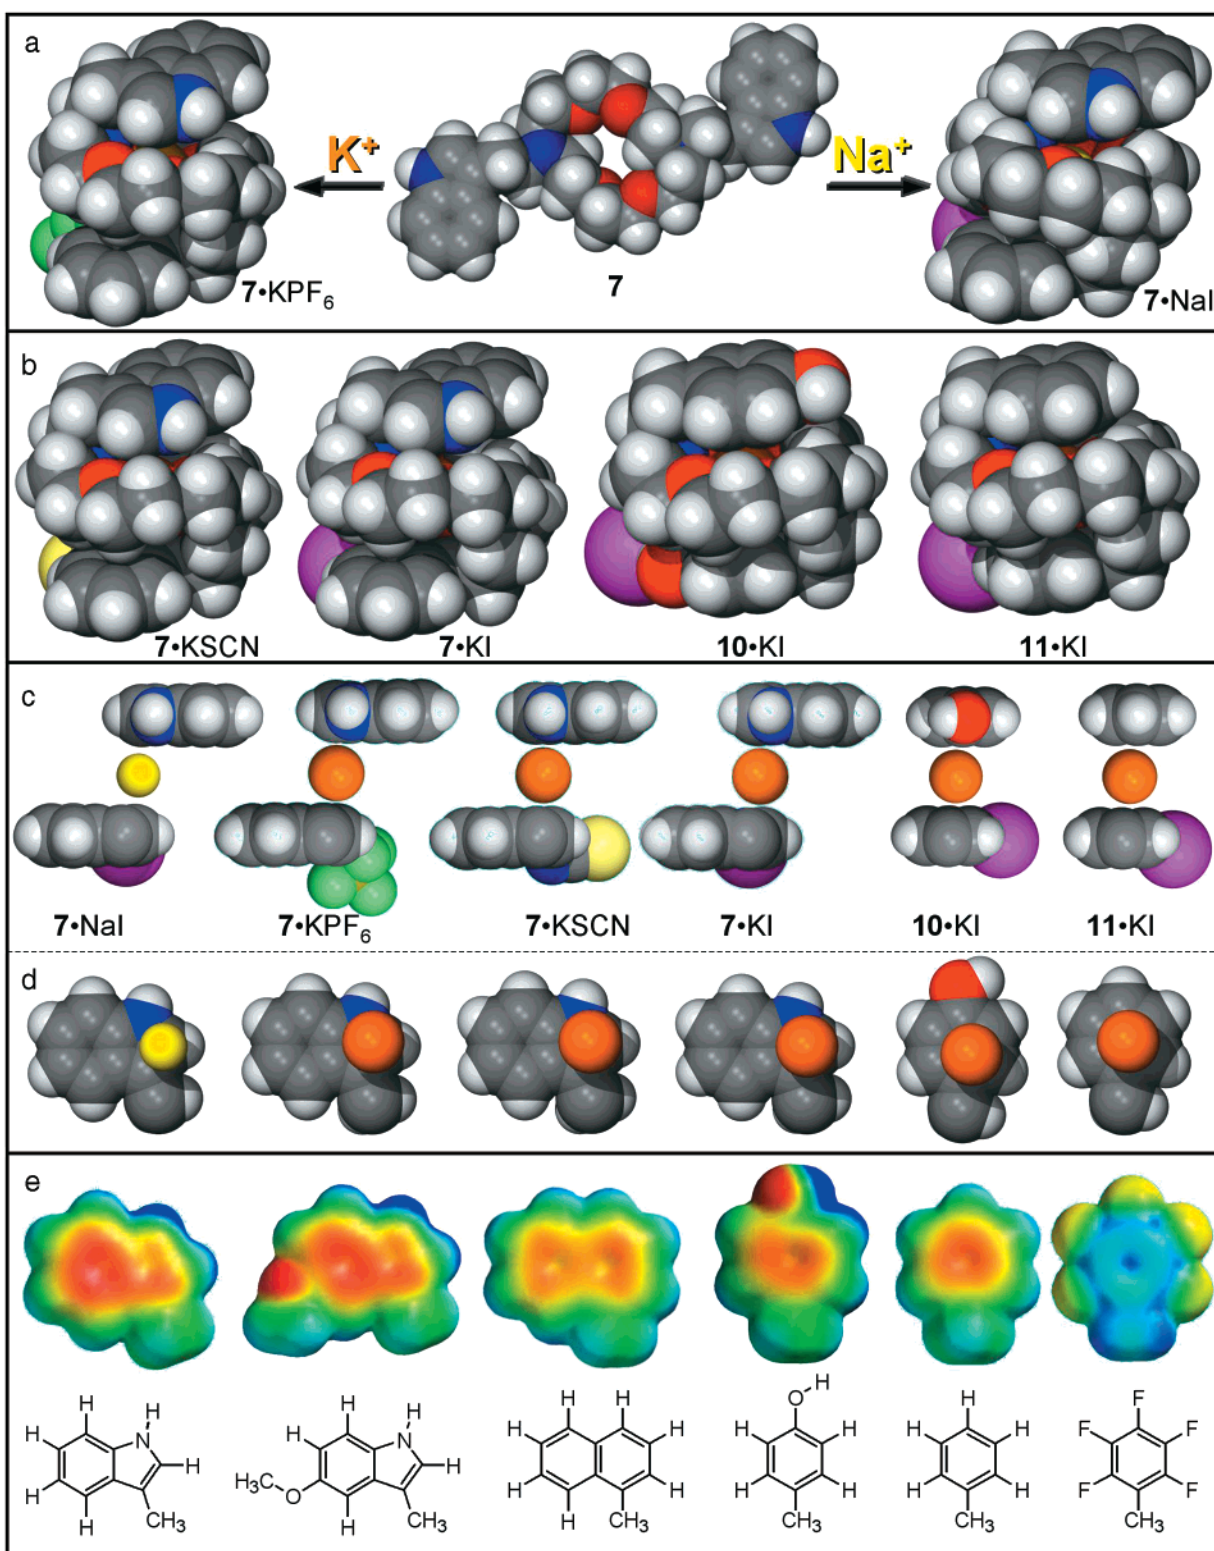 a
K⁺
Na⁺
7•KPF₆
7
7•NaI
b
7•KSCN
7•KI
10•KI
11•KI
c
7•NaI
7•KPF₆
7•KSCN
7•KI
10•KI
11•KI
d
e
H H
H N
H
H
H CH₃
H H
H N
H₃C O H
H CH₃
H H
H H
H H
H CH₃
O H
H H
H H
CH₃
H
H H
H H
CH₃
F
F F
F F
CH₃